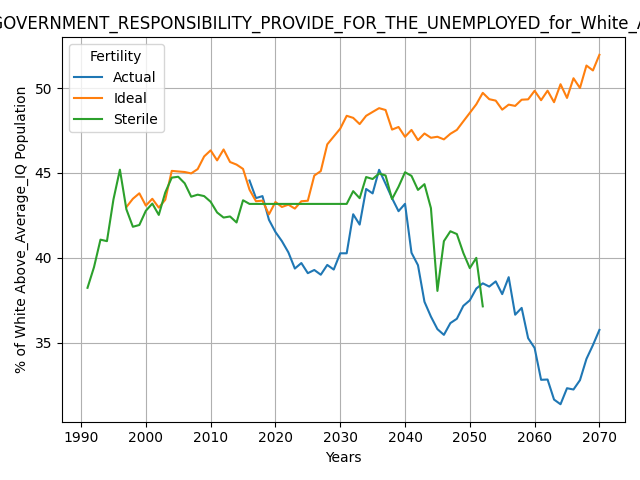 GOVERNMENT_RESPONSIBILITY_PROVIDE_FOR_THE_UNEMPLOYED_for_White_A
Fertility
Actual
Ideal
Sterile
% of White Above_Average_IQ Population
50
45
40
35
1990 2000 2010 2020 2030 2040 2050 2060 2070
Years